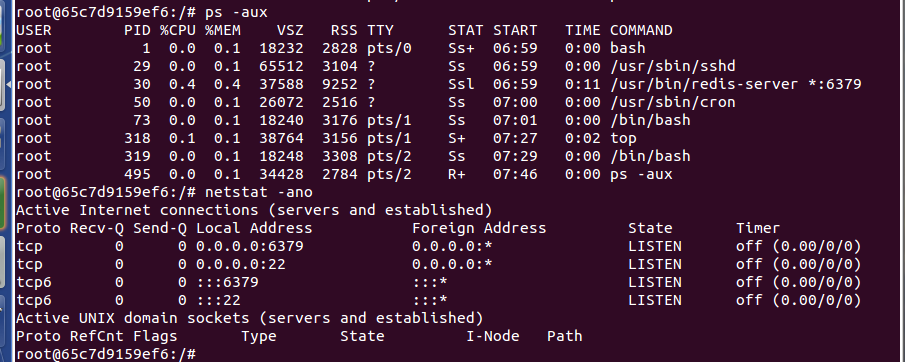 root@65c7d9159ef6:/# ps -aux
USER PID %CPU %MEM VSZ RSS TTY STAT START TIME COMMAND
root 1 0.0 0.1 18232 2828 pts/0 Ss+ 06:59 0:00 bash
root 29 0.0 0.1 65512 3104 ? Ss 06:59 0:00 /usr/sbin/sshd
root 30 0.4 0.4 37588 9252 ? Ssl 06:59 0:11 /usr/bin/redis-server *:6379
root 50 0.0 0.1 26072 2516 ? Ss 07:00 0:00 /usr/sbin/cron
root 73 0.0 0.1 18240 3176 pts/1 Ss 07:01 0:00 /bin/bash
root 318 0.1 0.1 38764 3156 pts/1 S+ 07:27 0:02 top
root 319 0.0 0.1 18248 3308 pts/2 Ss 07:29 0:00 /bin/bash
root 495 0.0 0.1 34428 2784 pts/2 R+ 07:46 0:00 ps -aux
root@65c7d9159ef6:/# netstat -ano
Active Internet connections (servers and established)
Proto Recv-Q Send-Q Local Address Foreign Address State Timer
tcp 0 0 0.0.0.0:6379 0.0.0.0:* LISTEN off (0.00/0/0)
tcp 0 0 0.0.0.0:22 0.0.0.0:* LISTEN off (0.00/0/0)
tcp6 0 0 :::6379 :::* LISTEN off (0.00/0/0)
tcp6 0 0 :::22 :::* LISTEN off (0.00/0/0)
Active UNIX domain sockets (servers and established)
Proto RefCnt Flags Type State I-Node Path
root@65c7d9159ef6:/#